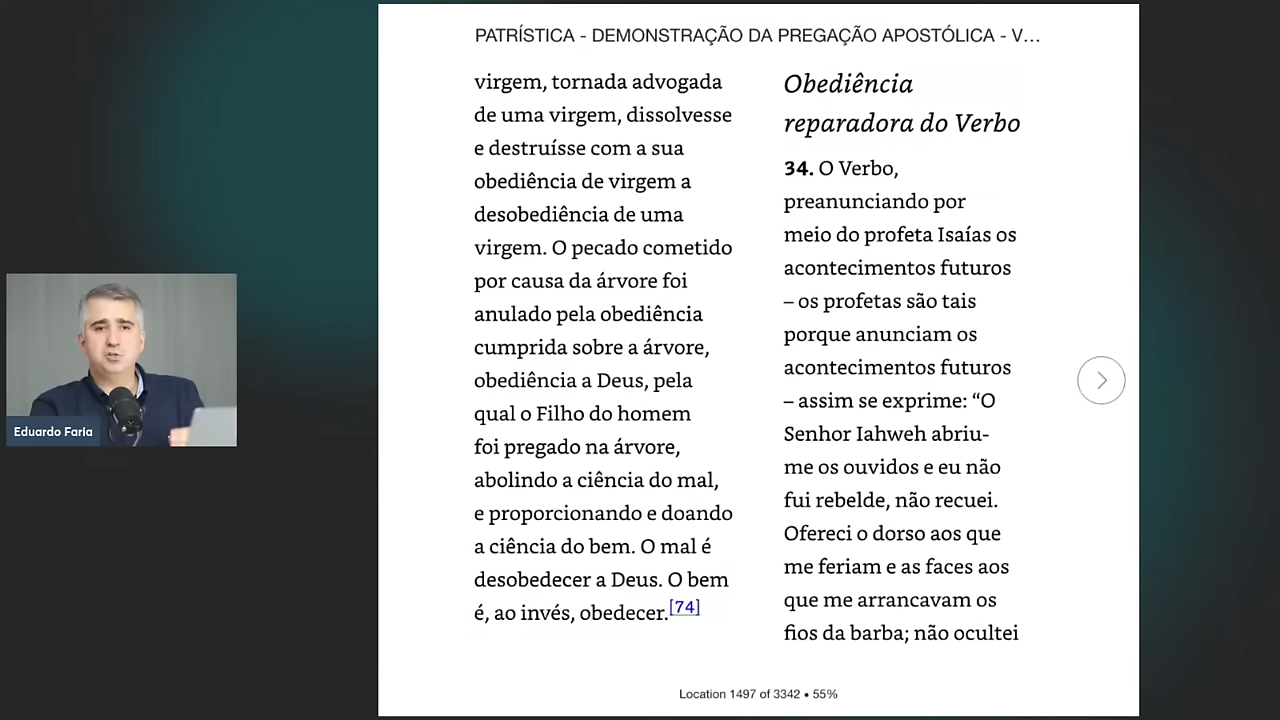 PATRÍSTICA - DEMONSTRAÇÃO DA PREGAÇÃO APOSTÓLICA - V…
virgem, tornada advogada
de uma virgem, dissolvesse
e destruísse com a sua
obediência de virgem a
desobediência de uma
virgem. O pecado cometido
por causa da árvore foi
anulado pela obediência
cumprida sobre a árvore,
obediência a Deus, pela
qual o Filho do homem
foi pregado na árvore,
abolindo a ciência do mal,
e proporcionando e doando
a ciência do bem. O mal é
desobedecer a Deus. O bem
é, ao invés, obedecer.[74]
Obediência
reparadora do Verbo
34. O Verbo,
preanunciando por
meio do profeta Isaías os
acontecimentos futuros
– os profetas são tais
porque anunciam os
acontecimentos futuros
– assim se exprime: “O
Senhor Iahweh abriu-
me os ouvidos e eu não
fui rebelde, não recuei.
Ofereci o dorso aos que
me feriam e as faces aos
que me arrancavam os
fios da barba; não ocultei
Location 1497 of 3342 • 55%
Eduardo Faria